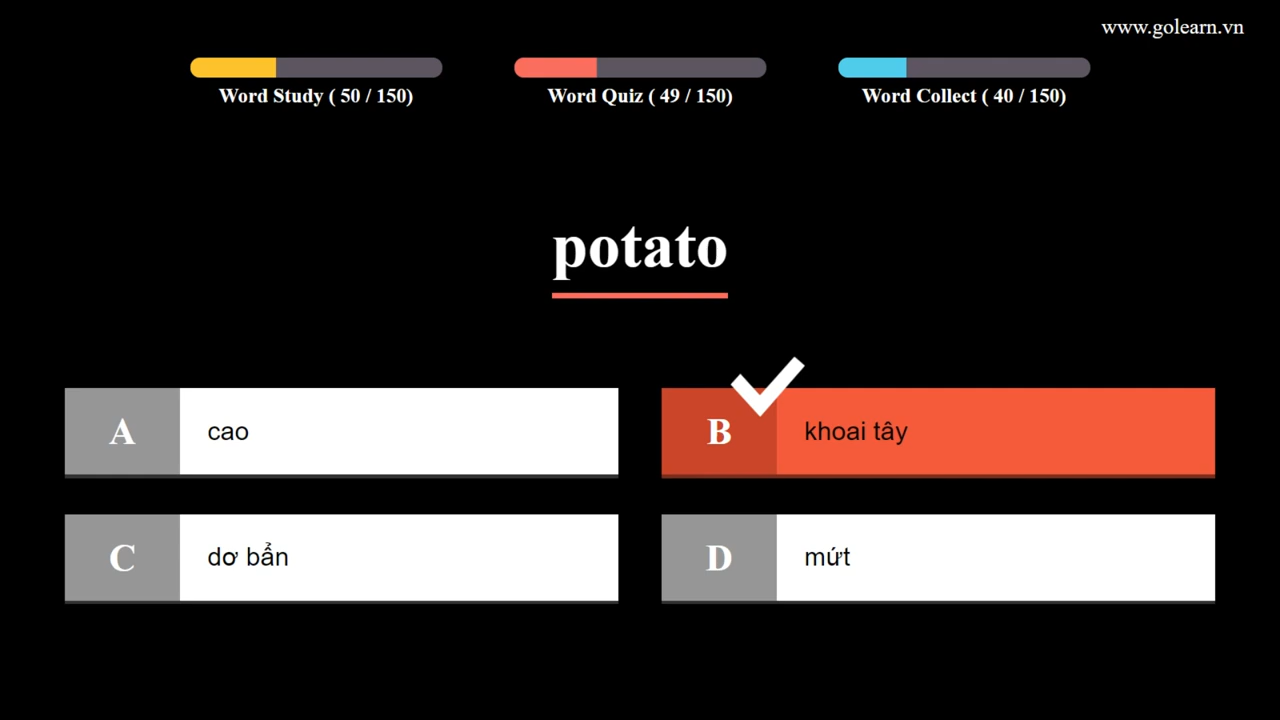 www.golearn.vn
Word Study ( 50 / 150)
Word Quiz ( 49 / 150)
Word Collect ( 40 / 150)
potato
A cao
B khoai tây
C dơ bẩn
D mứt